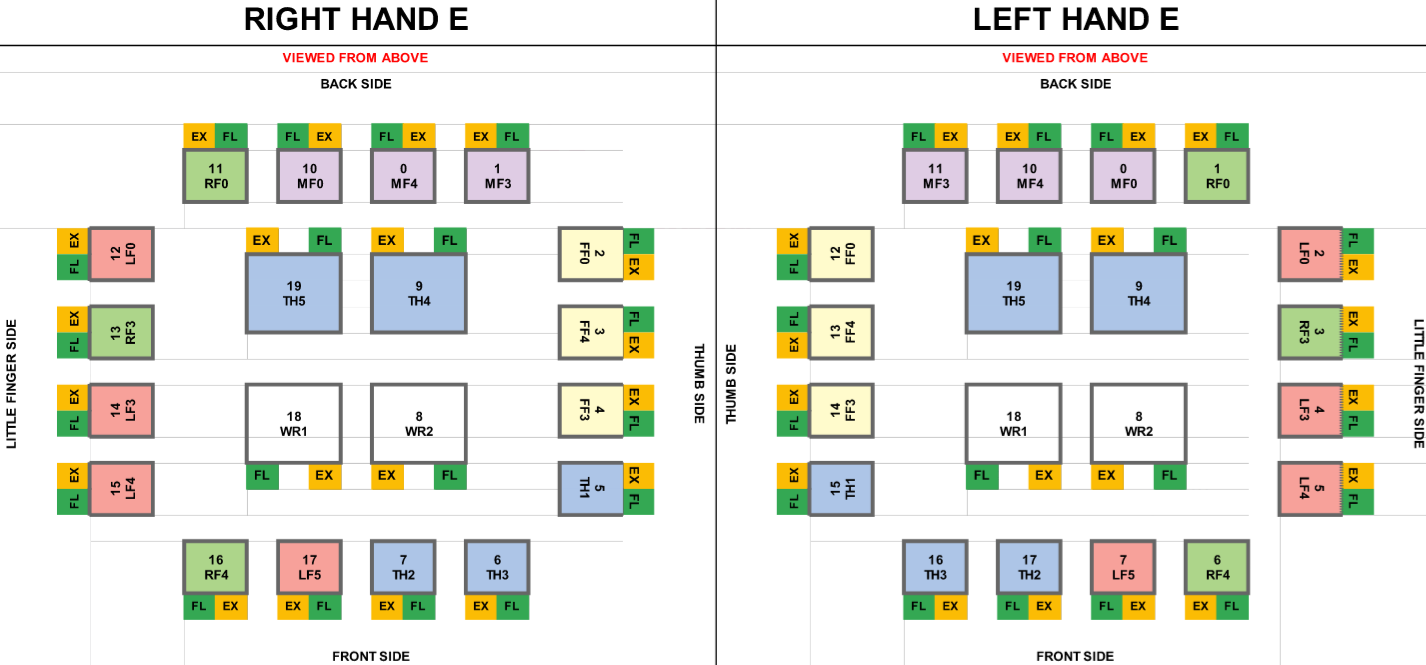 RIGHT HAND E
VIEWED FROM ABOVE
BACK SIDE
EX FL FL EX FL EX EX FL
11 10 0 1
RF0 MF0 MF4 MF3
EX FL 12 LF0
EX FL EX FL
19 9
TH5 TH4
2 FF0 FL EX
EX FL 13 RF3
3 FF4 FL EX
LITTLE FINGER SIDE
THUMB SIDE
EX FL 14 LF3
18 8
WR1 WR2
FL EX EX FL
4 FF3 EX FL
EX FL 15 LF4
5 TH1 EX FL
16 17 7 6
RF4 LF5 TH2 TH3
FL EX EX FL EX FL EX FL
FRONT SIDE
LEFT HAND E
VIEWED FROM ABOVE
BACK SIDE
FL EX EX FL FL EX EX FL
11 10 0 1
MF3 MF4 MF0 RF0
EX FL 12 FF0
EX FL EX FL
19 9
TH5 TH4
2 LF0 FL EX
FL EX 13 FF4
3 RF3 EX FL
THUMB SIDE
LITTLE FINGER SIDE
EX FL 14 FF3
18 8
WR1 WR2
FL EX EX FL
4 LF3 EX FL
EX FL 15 TH1
5 LF4 EX FL
16 17 7 6
TH3 TH2 LF5 RF4
FL EX FL EX FL EX EX FL
FRONT SIDE